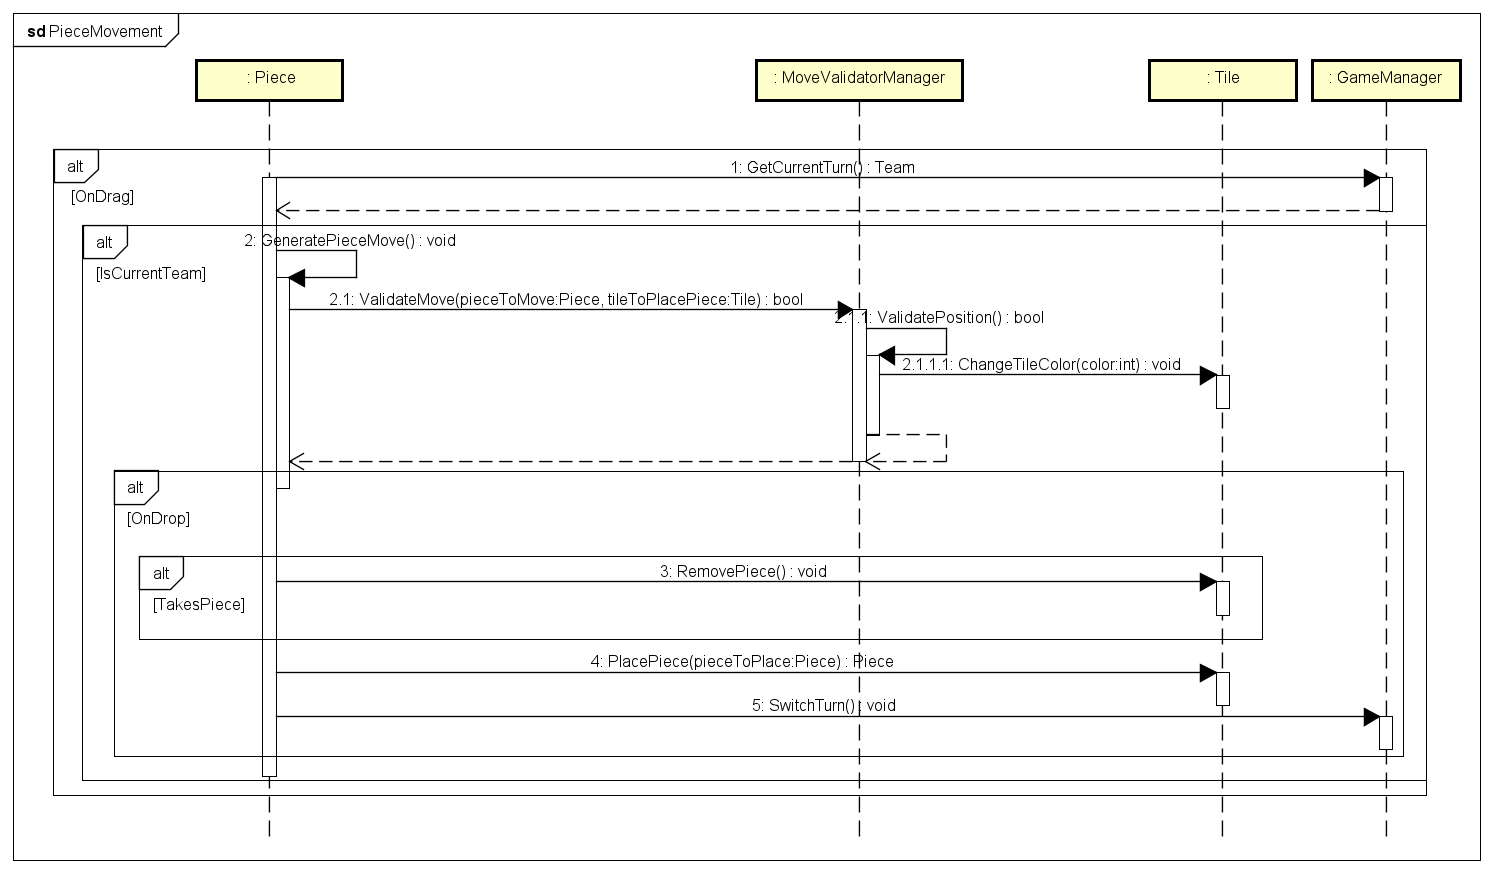 sd PieceMovement
: Piece
: MoveValidatorManager
: Tile
: GameManager
alt
1: GetCurrentTurn() : Team
[OnDrag]
alt
2: GeneratePieceMove() : void
[IsCurrentTeam]
2.1: ValidateMove(pieceToMove:Piece, tileToPlacePiece:Tile) : bool
2.1.1: ValidatePosition() : bool
2.1.1.1: ChangeTileColor(color:int) : void
alt
[OnDrop]
alt
3: RemovePiece() : void
[TakesPiece]
4: PlacePiece(pieceToPlace:Piece) : Piece
5: SwitchTurn() : void